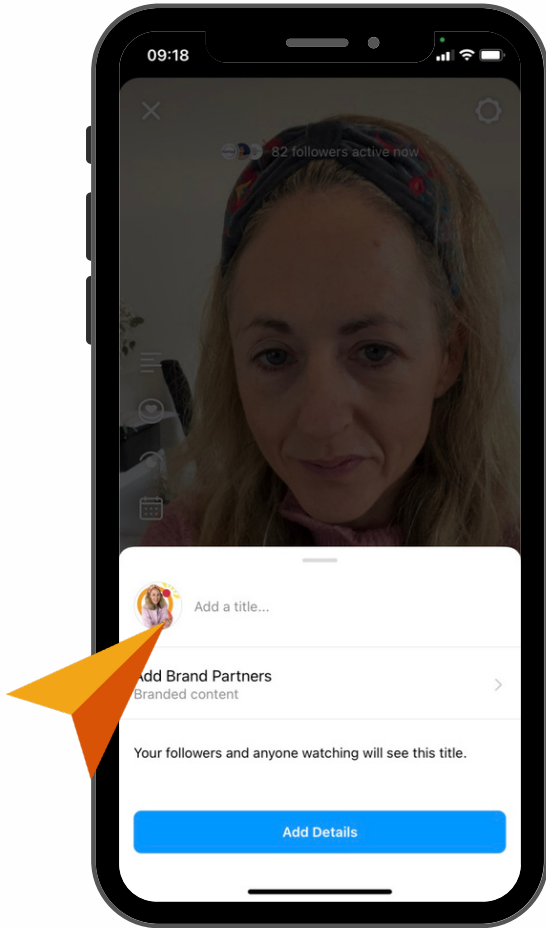 09:18
82 followers active now
Add a title...
Add Brand Partners
Branded content
Your followers and anyone watching will see this title.
Add Details